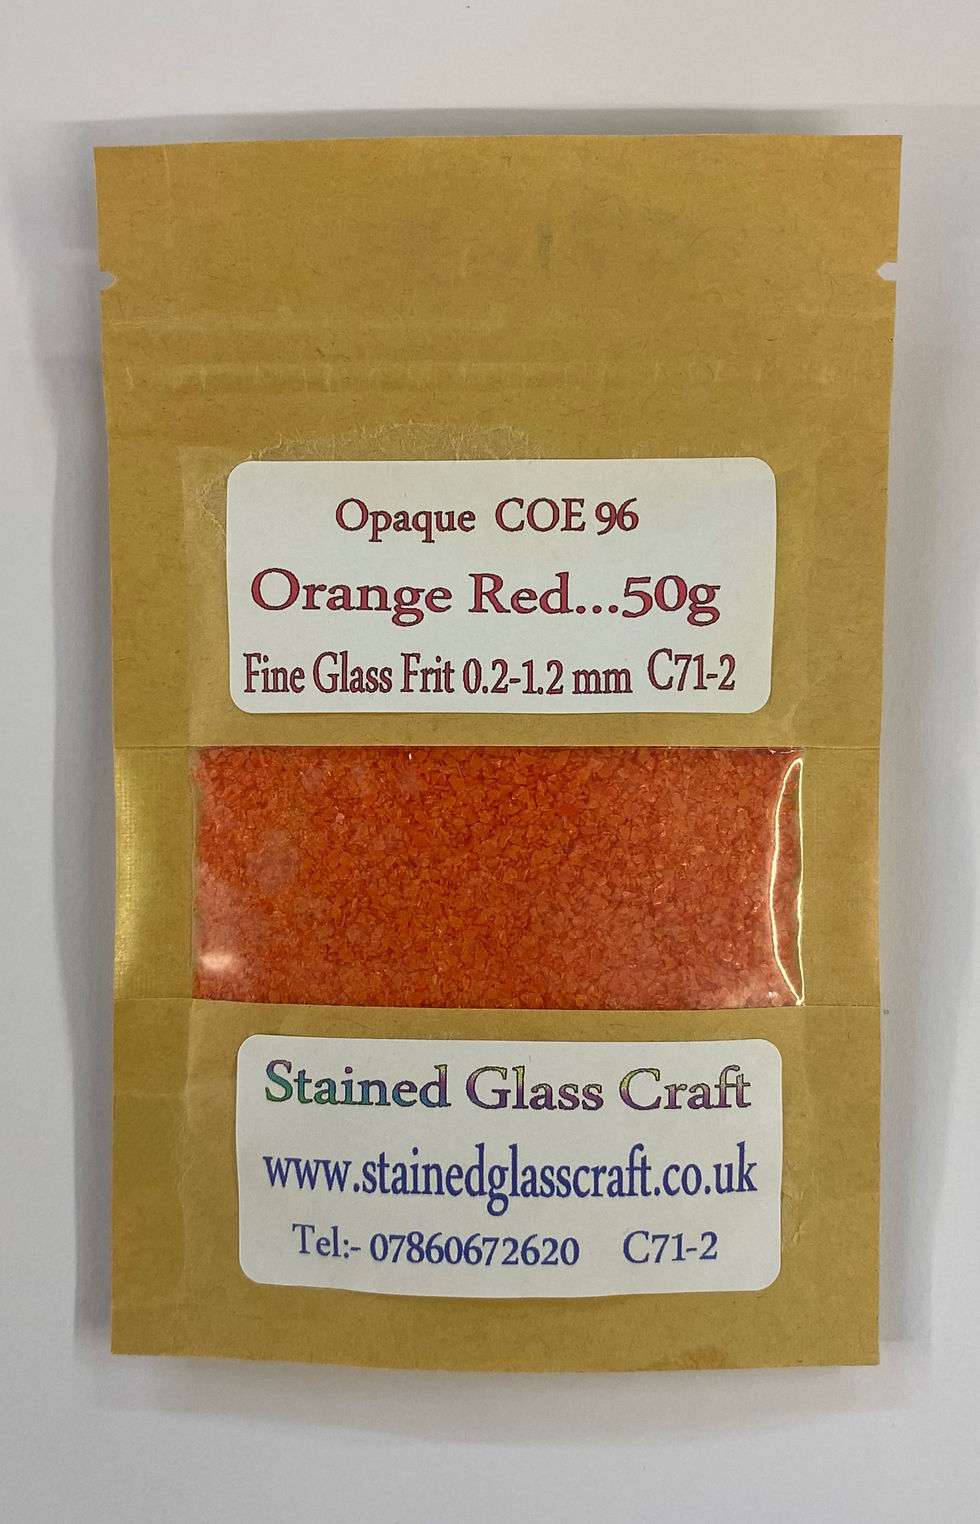 Opaque COE 96
Orange Red...50g
Fine Glass Frit 0.2-1.2 mm C71-2
Stained Glass Craft
www.stainedglasscraft.co.uk
Tel:- 07860672620 C71-2